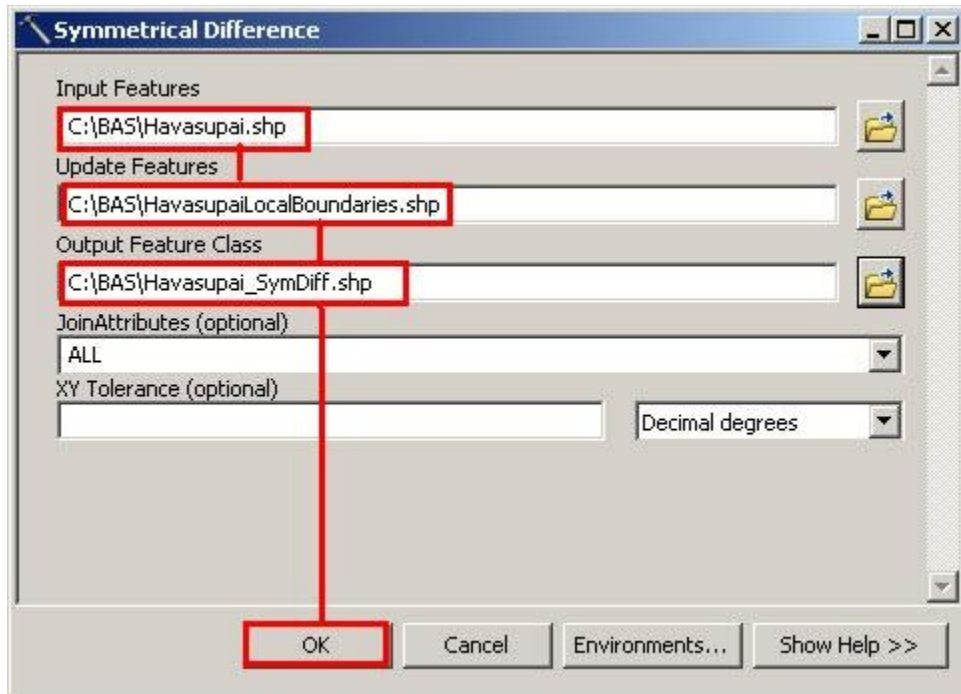 Symmetrical Difference
Input Features
C:\BAS\Havasupai.shp
Update Features
C:\BAS\HavasupaiLocalBoundaries.shp
Output Feature Class
C:\BAS\Havasupai_SymDiff.shp
JoinAttributes (optional)
ALL
XY Tolerance (optional)
Decimal degrees
OK Cancel Environments... Show Help >>